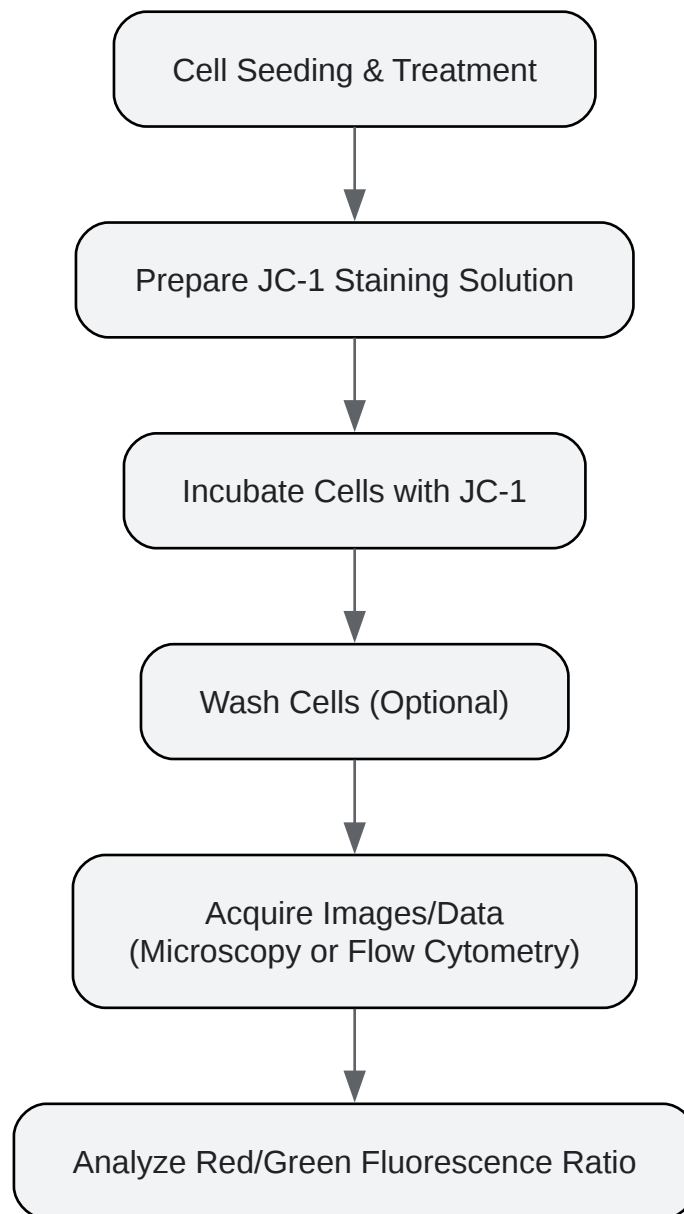 Cell Seeding & Treatment
Prepare JC-1 Staining Solution
Incubate Cells with JC-1
Wash Cells (Optional)
Acquire Images/Data
(Microscopy or Flow Cytometry)
Analyze Red/Green Fluorescence Ratio